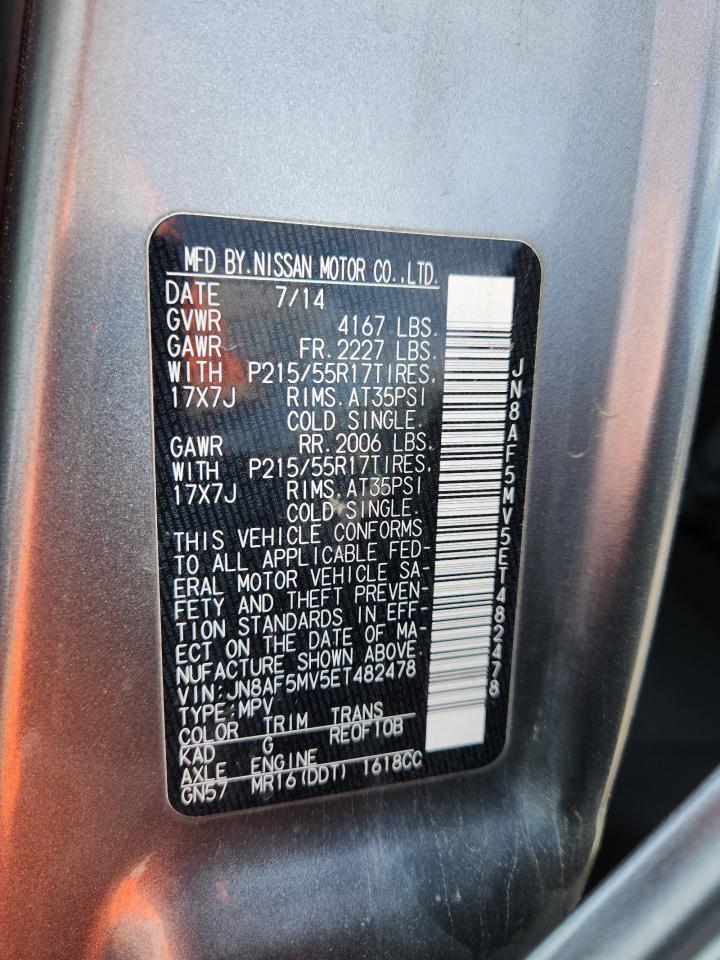 MFD BY.NISSAN MOTOR CO.,LTD.
DATE 7/14
GVWR 4167 LBS.
GAWR FR. 2227 LBS.
WITH P215/55R17TIRES,
17X7J RIMS. AT35PSI
COLD SINGLE.
GAWR RR. 2006 LBS.
WITH P215/55R17TIRES,
17X7J RIMS. AT35PSI
COLD SINGLE.
THIS VEHICLE CONFORMS
TO ALL APPLICABLE FED-
ERAL MOTOR VEHICLE SA-
FETY AND THEFT PREVEN-
TION STANDARDS IN EFF-
ECT ON THE DATE OF MA-
NUFACTURE SHOWN ABOVE.
VIN:JN8AF5MV5ET482478
TYPE:MPV
COLOR TRIM TRANS
KAD G RE0F10B
AXLE ENGINE
GN57 MR16(DDT) 1618CC
JN8AF5MV5ET482478